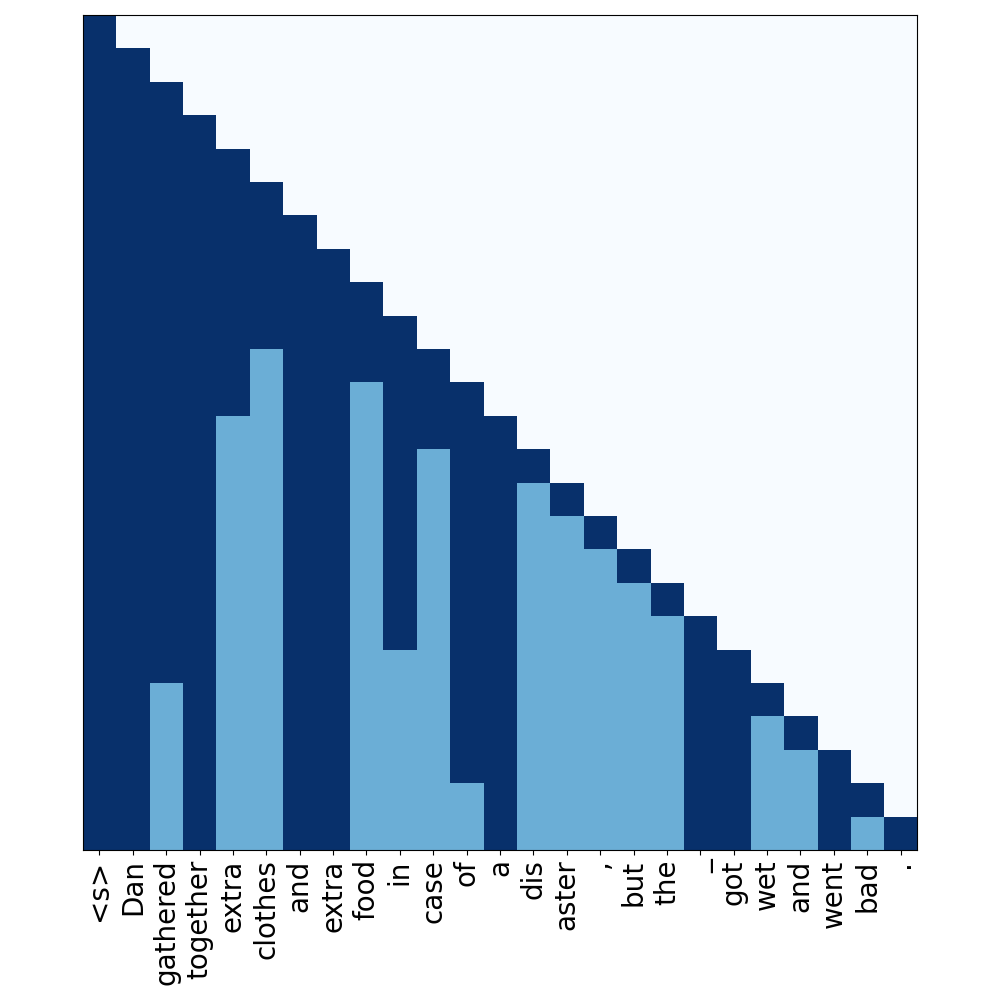 <s> Dan gathered together extra clothes and extra food in case of a dis aster , but the _ got wet and went bad .